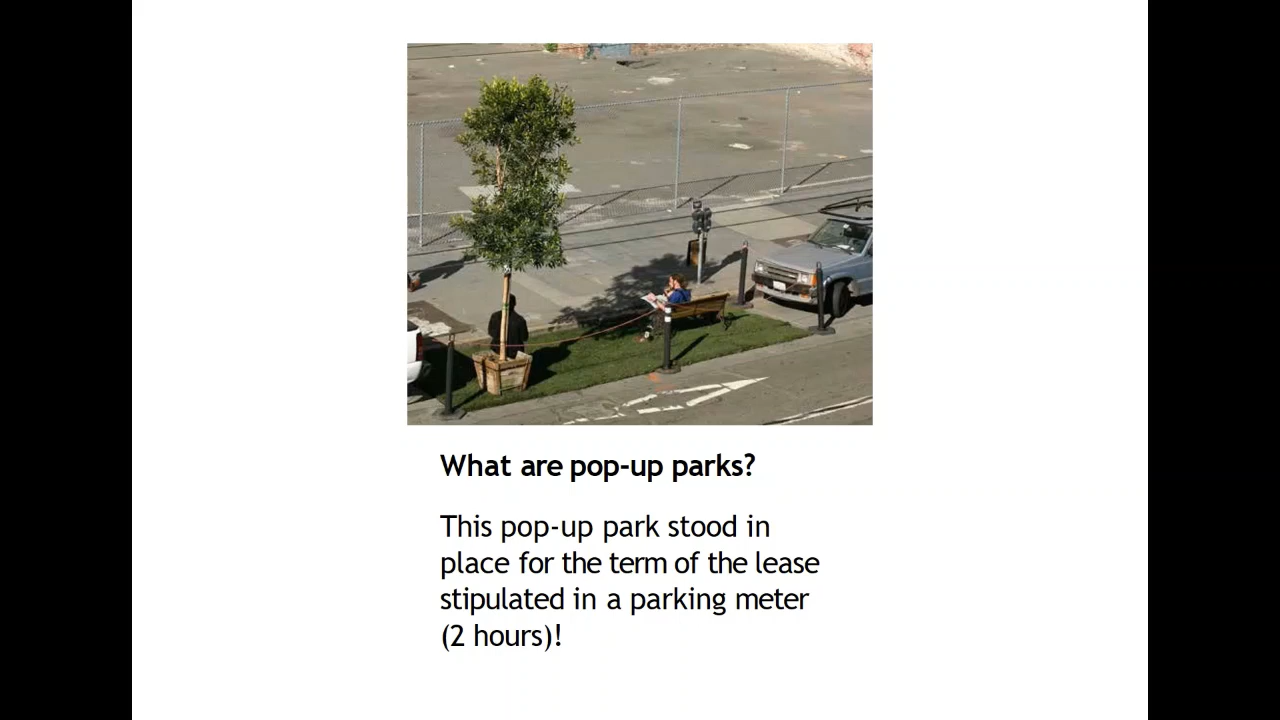 What are pop-up parks?
This pop-up park stood in
place for the term of the lease
stipulated in a parking meter
(2 hours)!